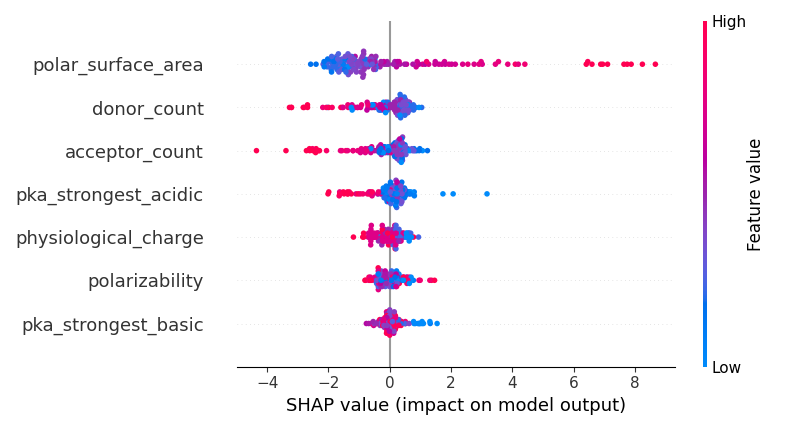 High
polar_surface_area
donor_count
acceptor_count
pka_strongest_acidic
physiological_charge
polarizability
pka_strongest_basic
Feature value
Low
−4 −2 0 2 4 6 8
SHAP value (impact on model output)